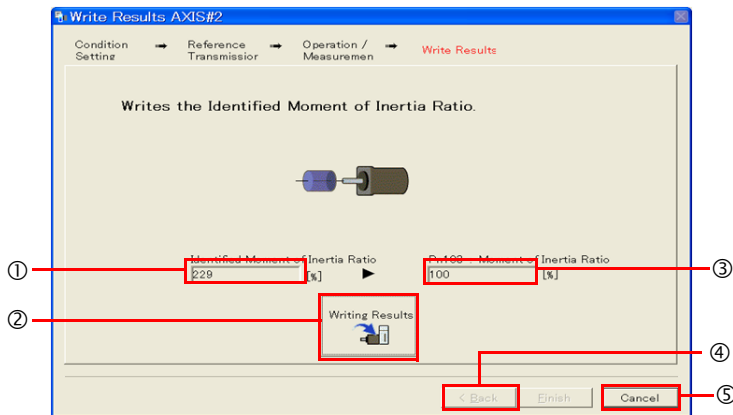 Write Results AXIS#2
Condition Setting → Reference Transmissior → Operation / Measuremen → Write Results
Writes the Identified Moment of Inertia Ratio.
Identified Moment of Inertia Ratio
Pn103 : Moment of Inertia Ratio
① 229 [%] ► 100 [%] ③
② Writing Results
④
< Back Finish Cancel ⑤